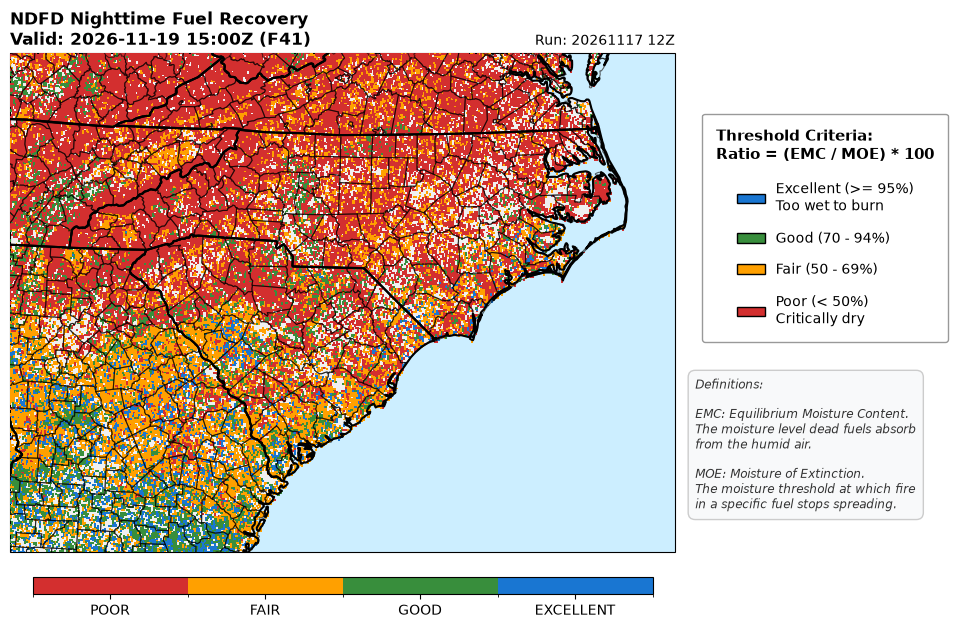 NDFD Nighttime Fuel Recovery
Valid: 2026-11-19 15:00Z (F41)
Run: 20261117 12Z
Threshold Criteria:
Ratio = (EMC / MOE) * 100
Excellent (>= 95%)
Too wet to burn
Good (70 - 94%)
Fair (50 - 69%)
Poor (< 50%)
Critically dry
Definitions:
EMC: Equilibrium Moisture Content.
The moisture level dead fuels absorb
from the humid air.
MOE: Moisture of Extinction.
The moisture threshold at which fire
in a specific fuel stops spreading.
POOR
FAIR
GOOD
EXCELLENT